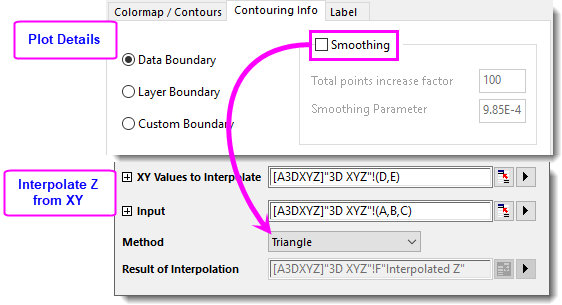 Colormap / Contours Contouring Info Label
Plot Details
Smoothing
Data Boundary
Total points increase factor 100
Layer Boundary
Smoothing Parameter 9.85E-4
Custom Boundary
Interpolate Z
from XY
XY Values to Interpolate [A3DXYZ]"3D XYZ"!(D,E)
Input [A3DXYZ]"3D XYZ"!(A,B,C)
Method Triangle
Result of Interpolation [A3DXYZ]"3D XYZ"!F"Interpolated Z"